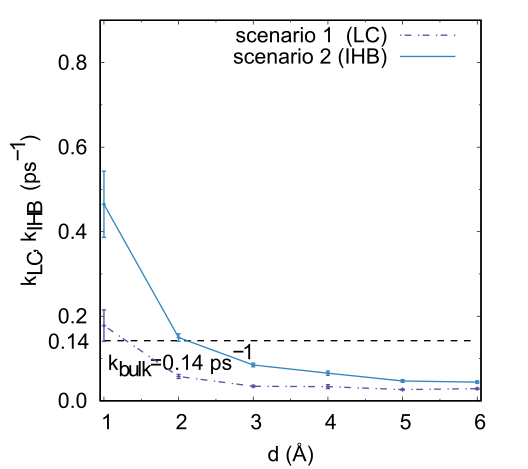 scenario 1 (LC)
scenario 2 (IHB)
0.8
0.6
0.4
0.2
0.14
0.0
k_LC, k_IHB (ps⁻¹)
k_bulk=0.14 ps⁻¹
1 2 3 4 5 6
d (Å)